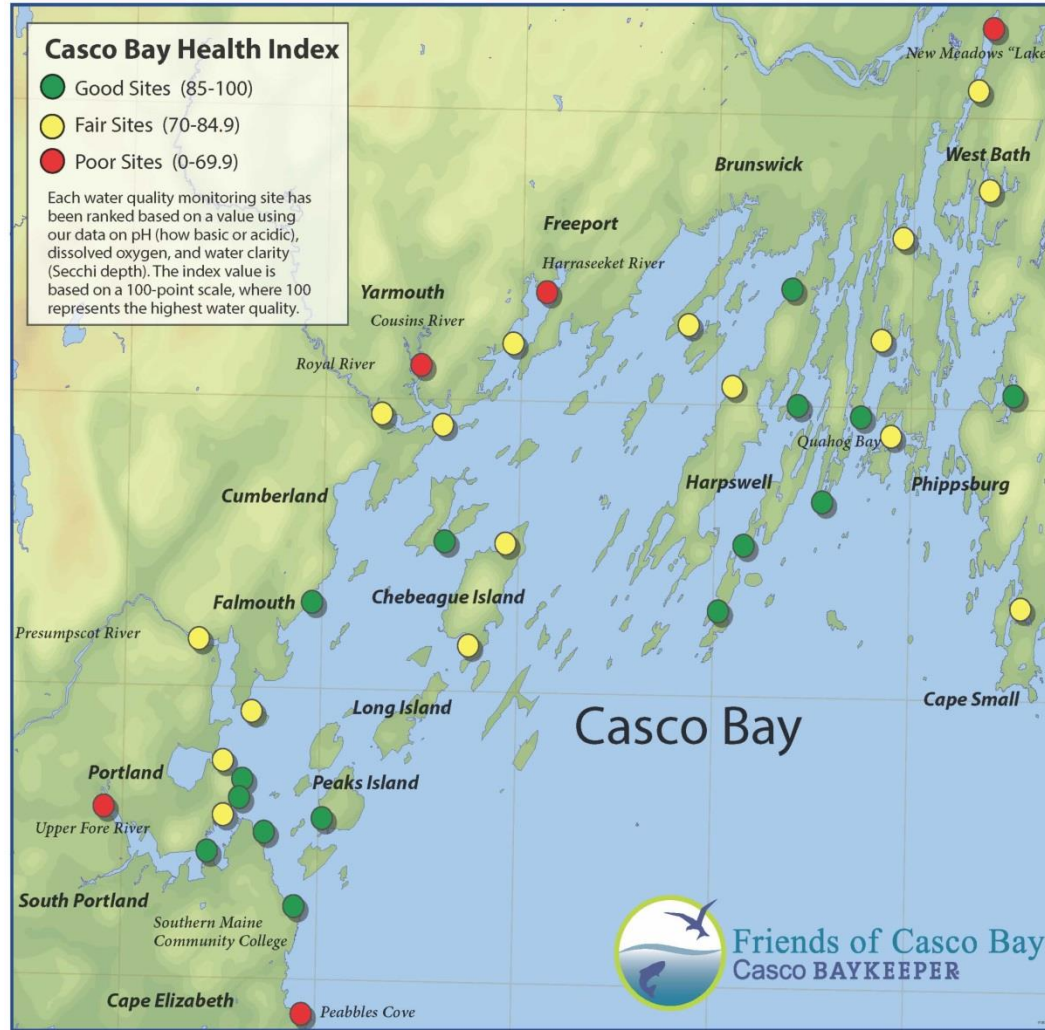 Casco Bay Health Index
Good Sites (85-100)
Fair Sites (70-84.9)
Poor Sites (0-69.9)
Each water quality monitoring site has
been ranked based on a value using
our data on pH (how basic or acidic),
dissolved oxygen, and water clarity
(Secchi depth). The index value is
based on a 100-point scale, where 100
represents the highest water quality.
New Meadows "Lake
West Bath
Brunswick
Freeport
Harraseeket River
Yarmouth
Cousins River
Royal River
Quahog Bay
Harpswell
Phippsburg
Cumberland
Falmouth
Chebeague Island
Presumpscot River
Cape Small
Long Island
Casco Bay
Portland
Peaks Island
Upper Fore River
South Portland
Southern Maine
Community College
Cape Elizabeth
Peabbles Cove
Friends of Casco Bay
Casco BAYKEEPER